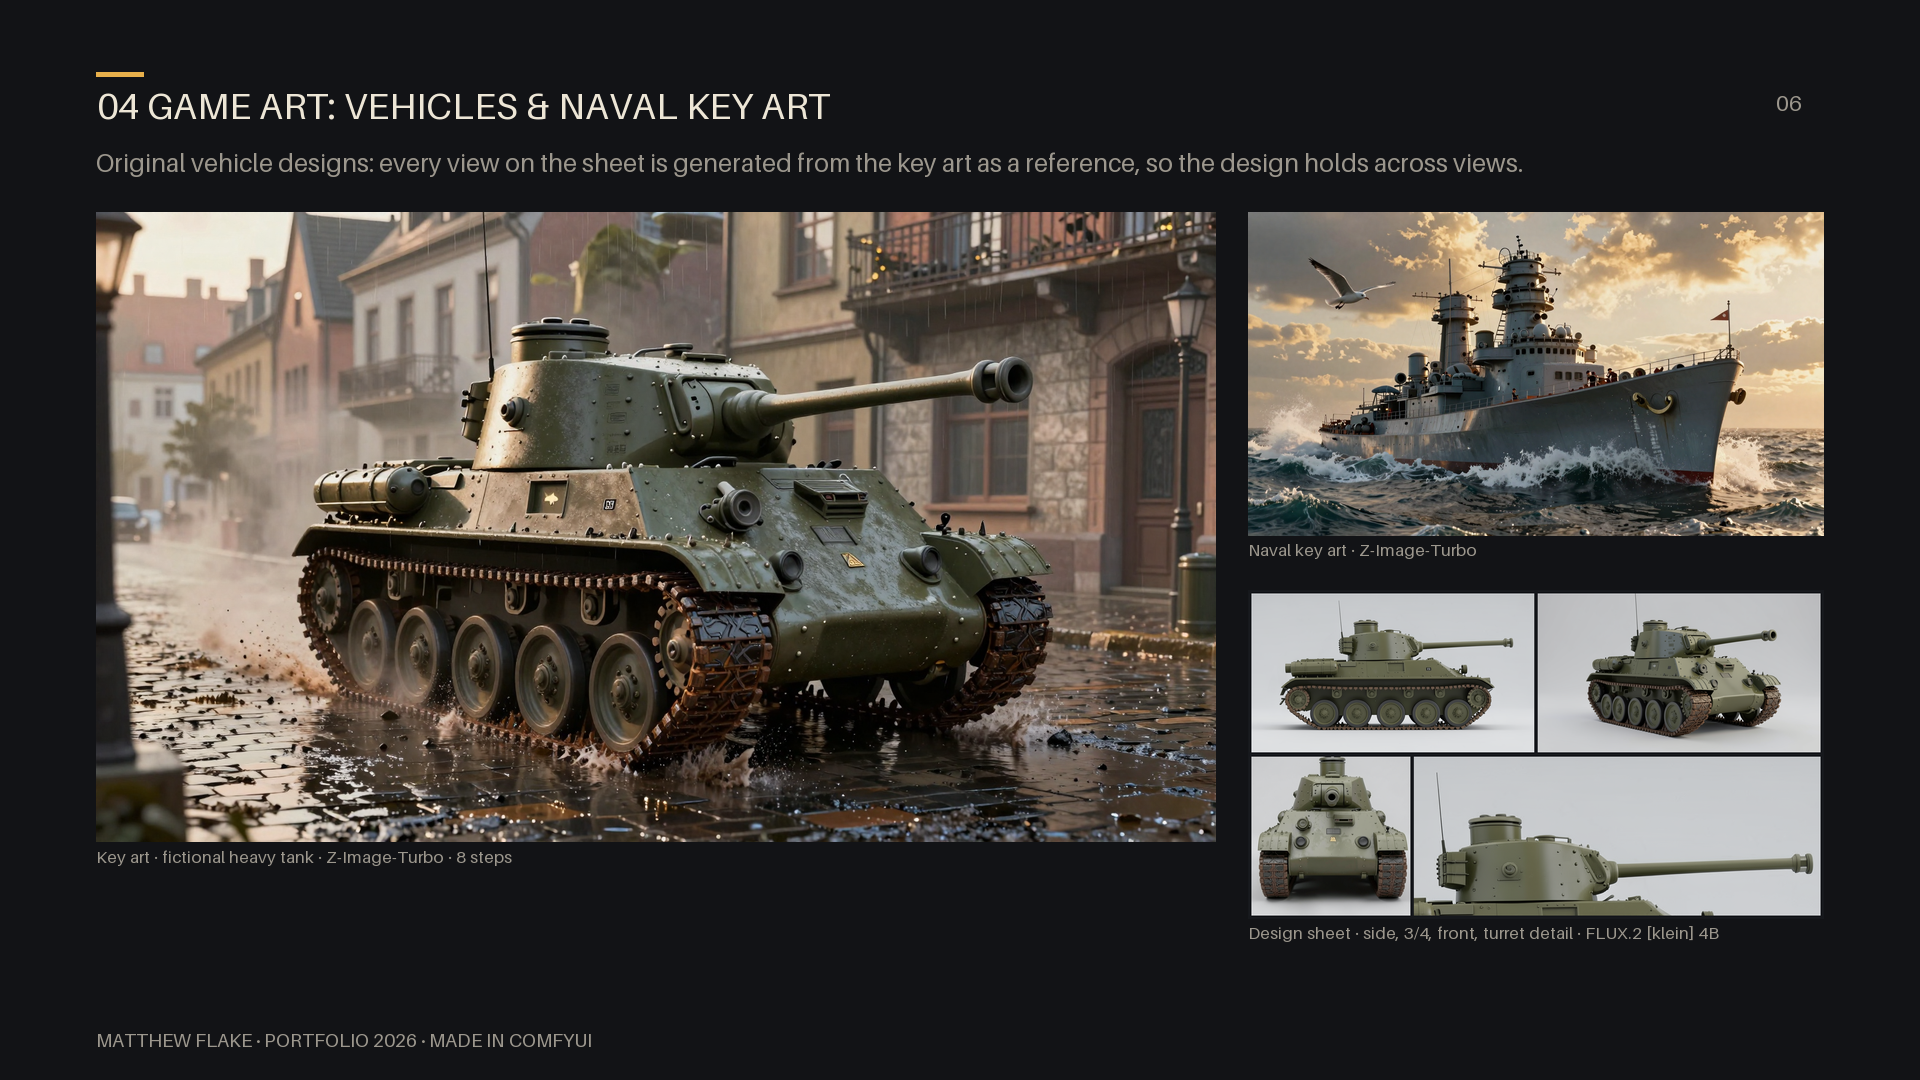 04 GAME ART: VEHICLES & NAVAL KEY ART
06
Original vehicle designs: every view on the sheet is generated from the key art as a reference, so the design holds across views.
Naval key art · Z-Image-Turbo
Key art · fictional heavy tank · Z-Image-Turbo · 8 steps
Design sheet · side, 3/4, front, turret detail · FLUX.2 [klein] 4B
MATTHEW FLAKE · PORTFOLIO 2026 · MADE IN COMFYUI